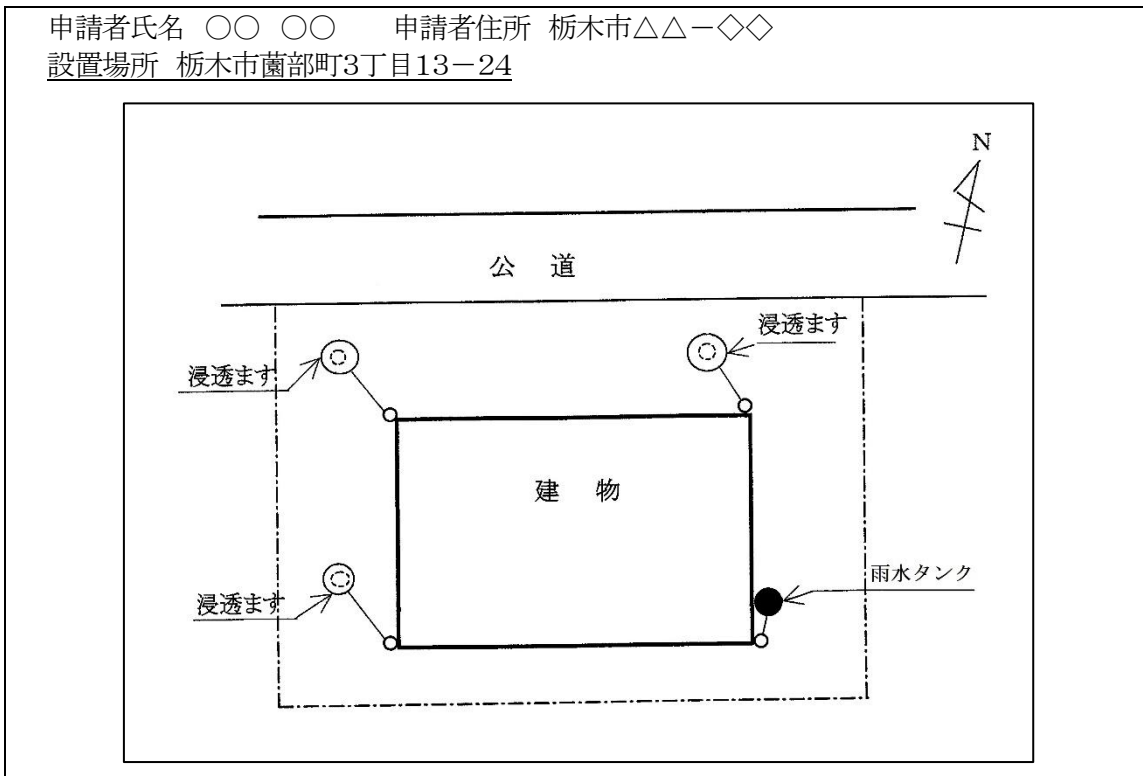 申請者氏名 ○○ ○○　　申請者住所 栃木市△△－◇◇
設置場所 栃木市薗部町3丁目13－24
N
公 道
浸透ます
浸透ます
建 物
雨水タンク
浸透ます